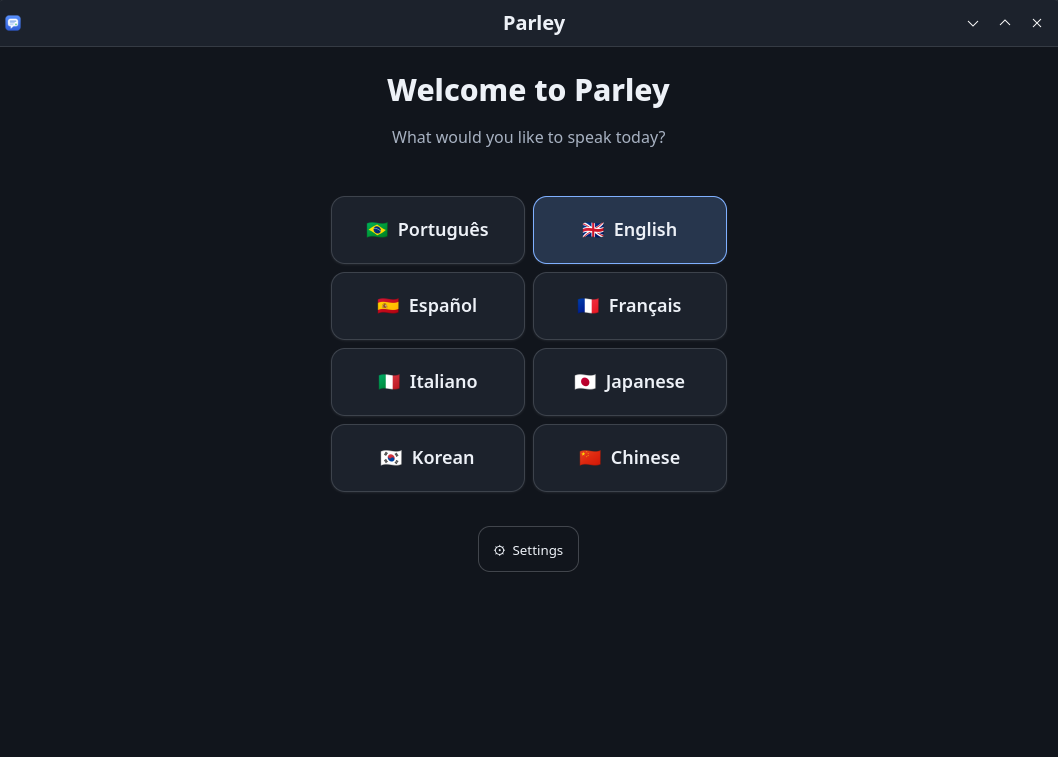 Parley
Welcome to Parley
What would you like to speak today?
Português
English
Español
Français
Italiano
Japanese
Korean
Chinese
Settings